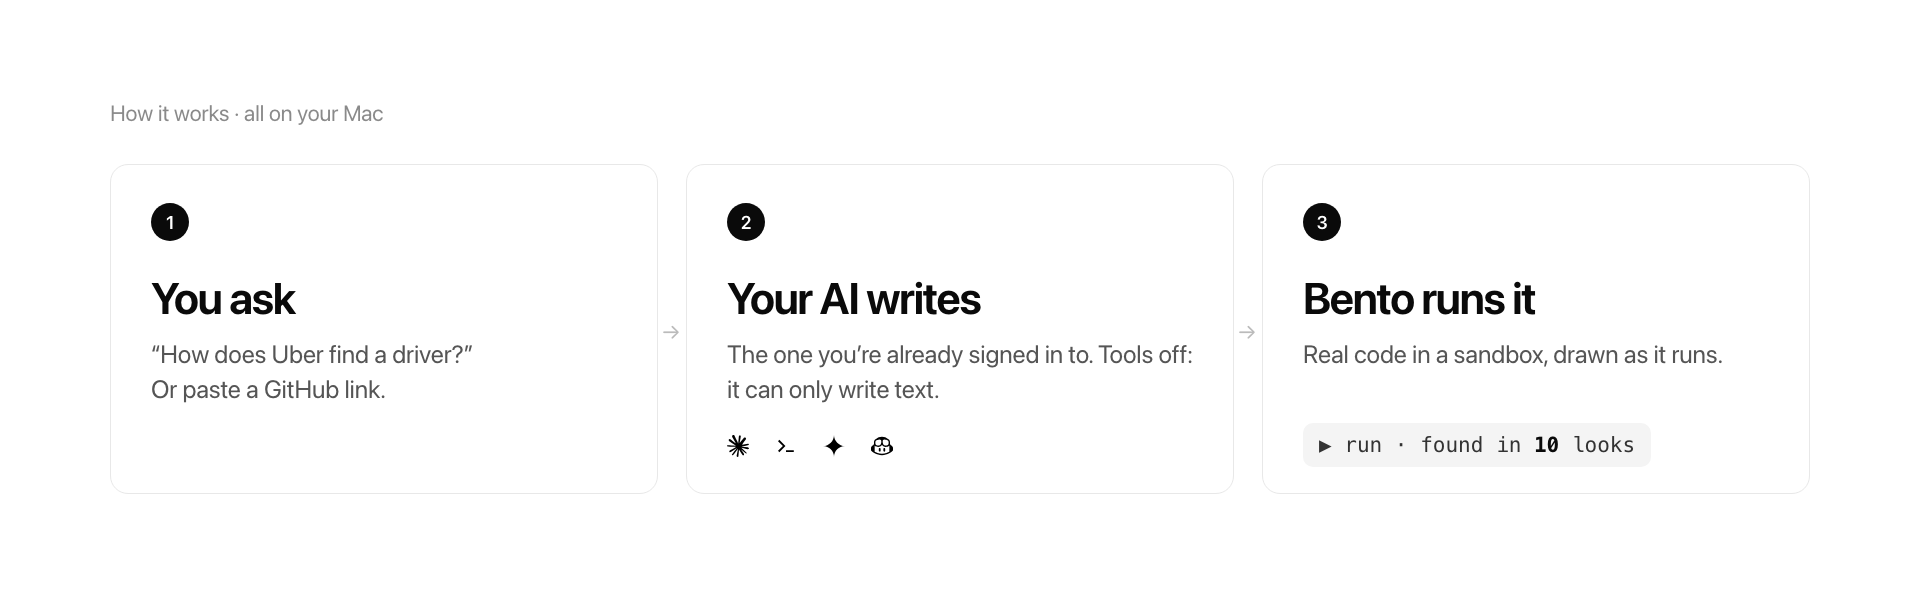 How it works · all on your Mac
1
You ask
“How does Uber find a driver?”
Or paste a GitHub link.
→
2
Your AI writes
The one you’re already signed in to. Tools off:
it can only write text.
→
3
Bento runs it
Real code in a sandbox, drawn as it runs.
▶ run · found in 10 looks